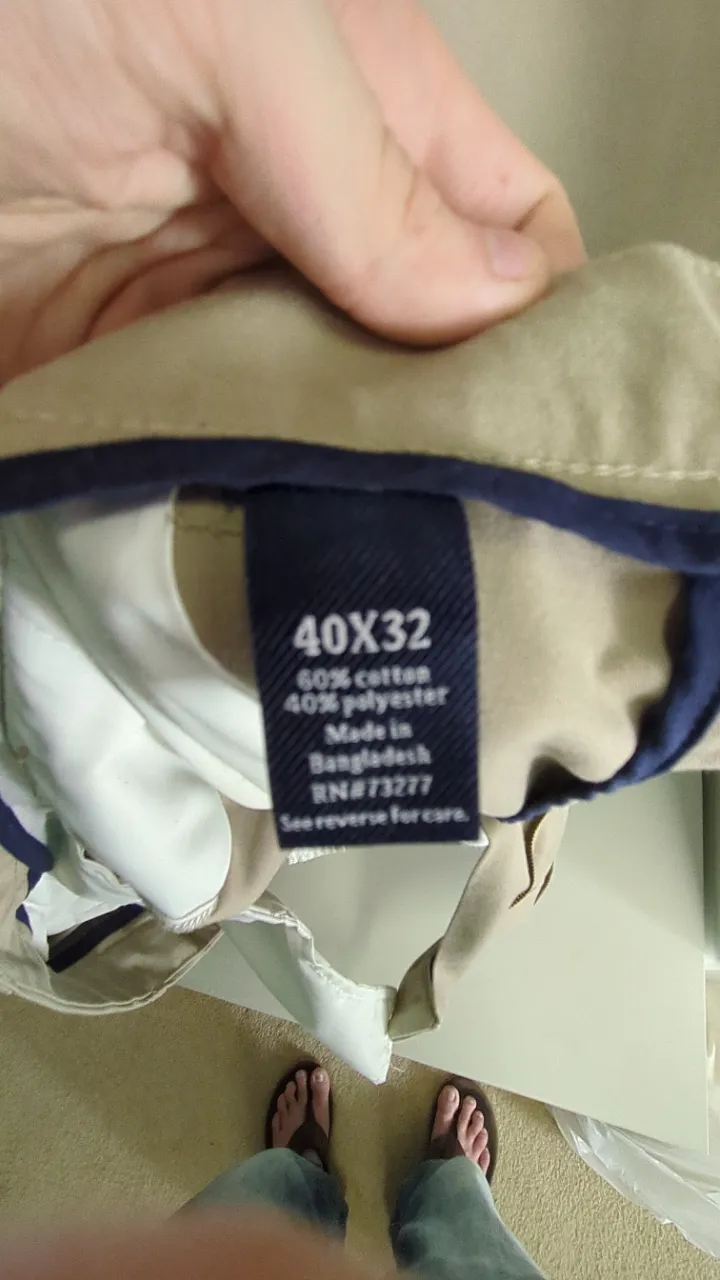 40X32
60% cotton
40% polyester
Made in
Bangladesh
RN#73277
See reverse for care.